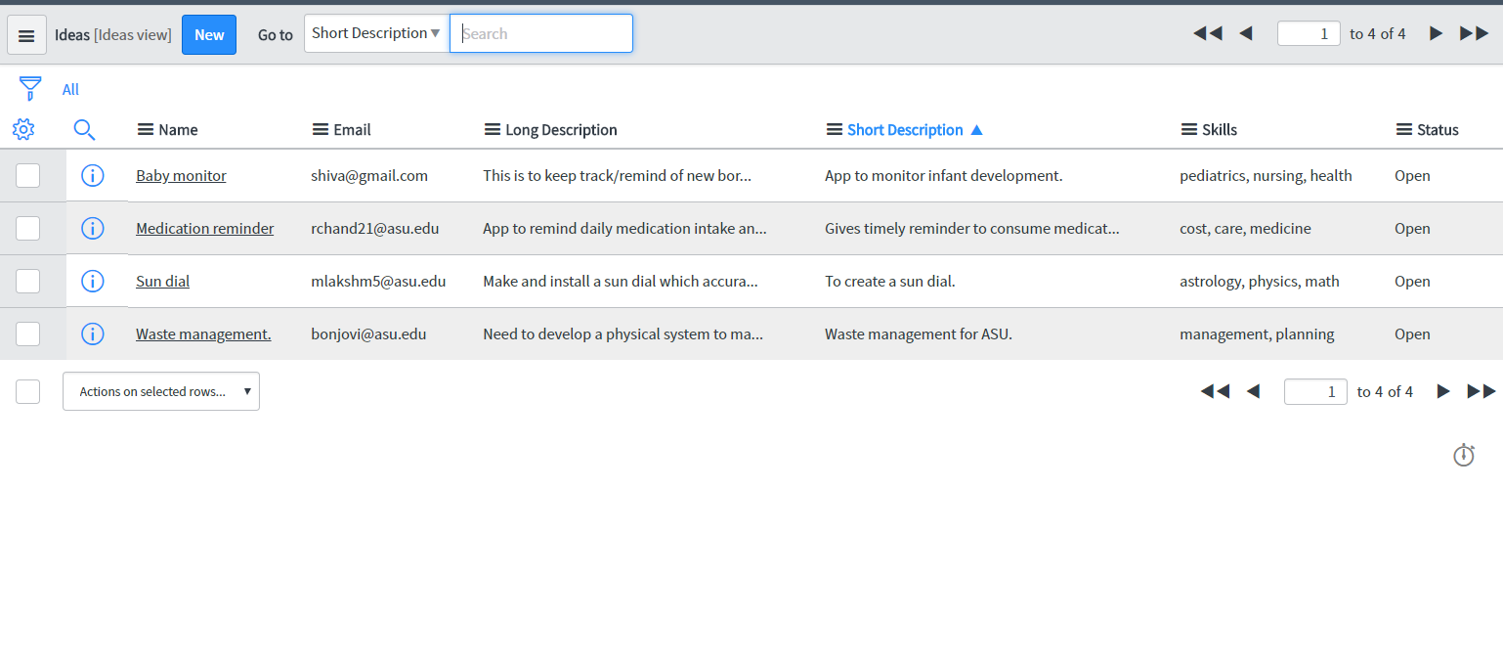 Ideas [Ideas view] New Go to Short Description Search 1 to 4 of 4
All
Name Email Long Description Short Description Skills Status
Baby monitor shiva@gmail.com This is to keep track/remind of new bor... App to monitor infant development. pediatrics, nursing, health Open
Medication reminder rchand21@asu.edu App to remind daily medication intake an... Gives timely reminder to consume medicat... cost, care, medicine Open
Sun dial mlakshm5@asu.edu Make and install a sun dial which accura... To create a sun dial. astrology, physics, math Open
Waste management. bonjovi@asu.edu Need to develop a physical system to ma... Waste management for ASU. management, planning Open
Actions on selected rows... 1 to 4 of 4